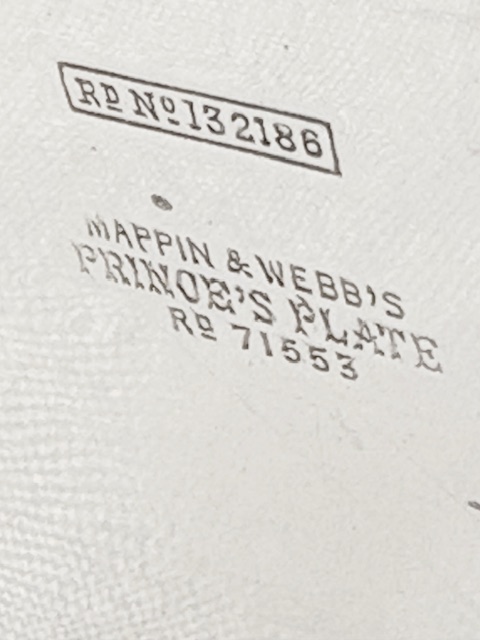 RD NO 132186
MAPPIN & WEBB'S
PRINCE'S PLATE
RD 71553